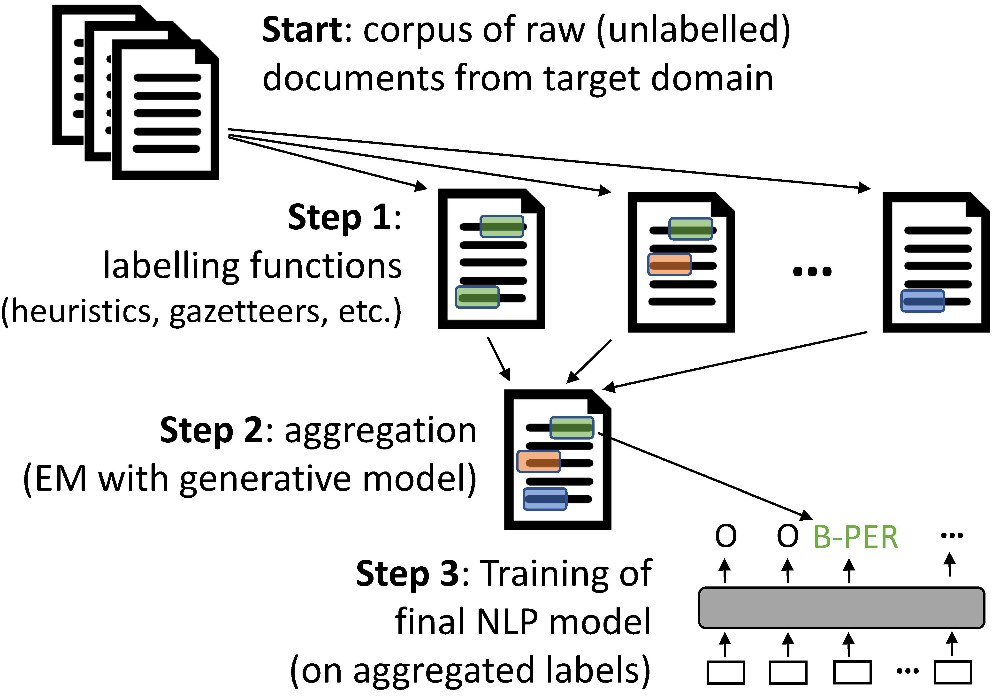 Start: corpus of raw (unlabelled)
documents from target domain
Step 1:
labelling functions
(heuristics, gazetteers, etc.)
...
Step 2: aggregation
(EM with generative model)
O O B-PER ...
Step 3: Training of
final NLP model
(on aggregated labels)
...